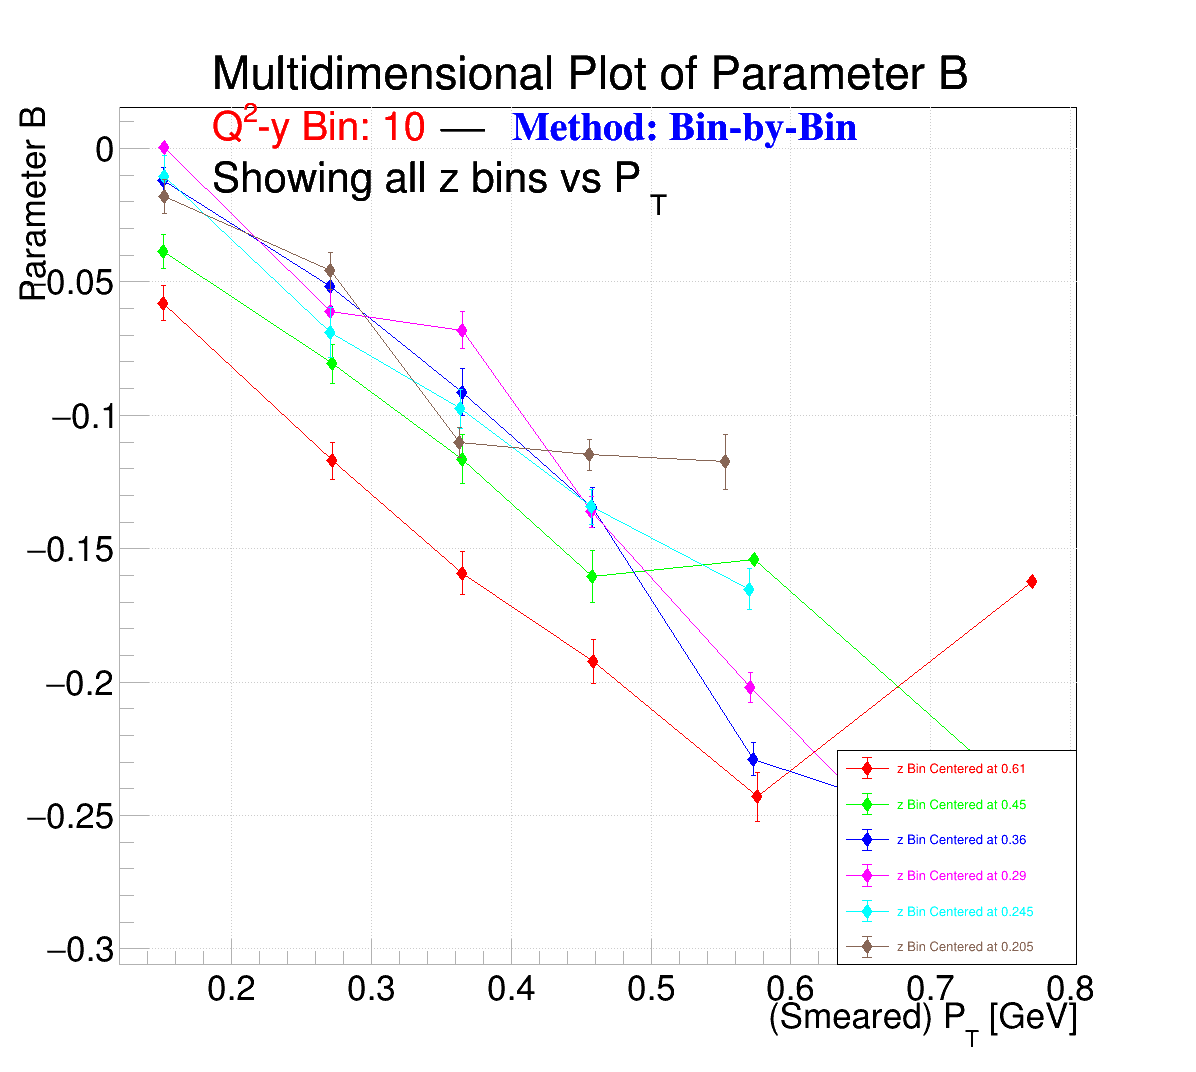 Multidimensional Plot of Parameter B
Q²-y Bin: 10 — Method: Bin-by-Bin
Showing all z bins vs P_T
Parameter B
0
0.05
−0.1
−0.15
−0.2
−0.25
−0.3
z Bin Centered at 0.61
z Bin Centered at 0.45
z Bin Centered at 0.36
z Bin Centered at 0.29
z Bin Centered at 0.245
z Bin Centered at 0.205
0.2 0.3 0.4 0.5 0.6 0.7 0.8
(Smeared) P_T [GeV]